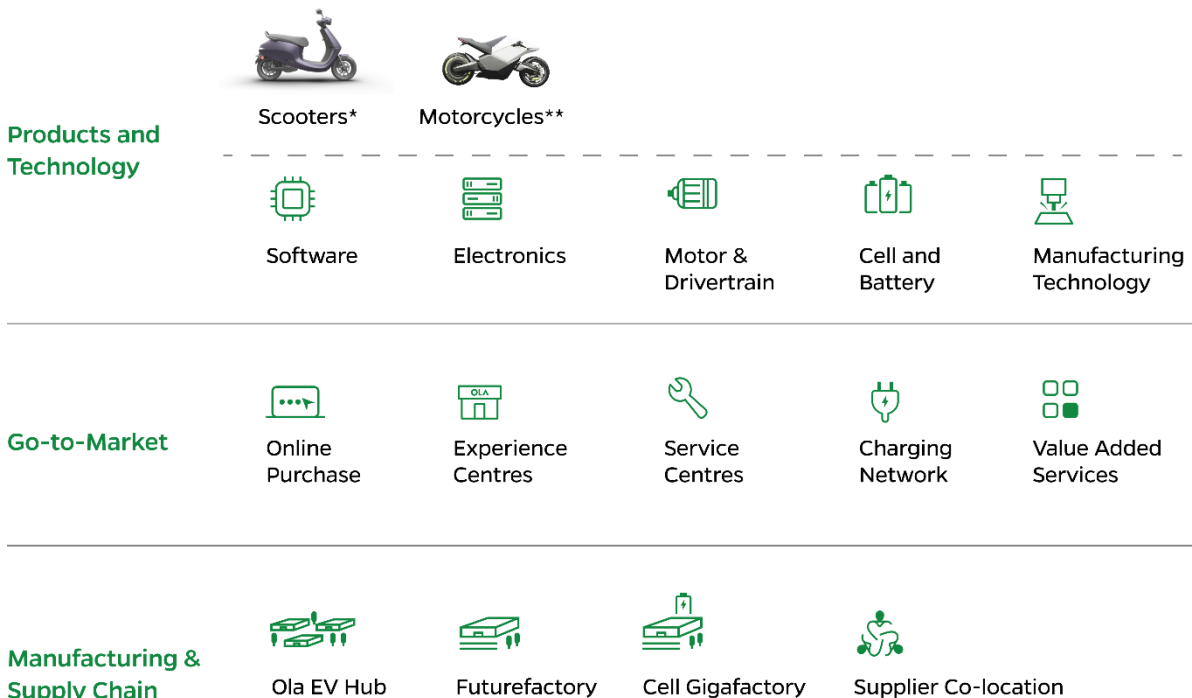 Scooters*
Motorcycles**
Products and
Technology
Software
Electronics
Motor &
Drivertrain
Cell and
Battery
Manufacturing
Technology
Go-to-Market
OLA
Online
Purchase
Experience
Centres
Service
Centres
Charging
Network
Value Added
Services
Manufacturing &
Supply Chain
Ola EV Hub
Futurefactory
Cell Gigafactory
Supplier Co-location